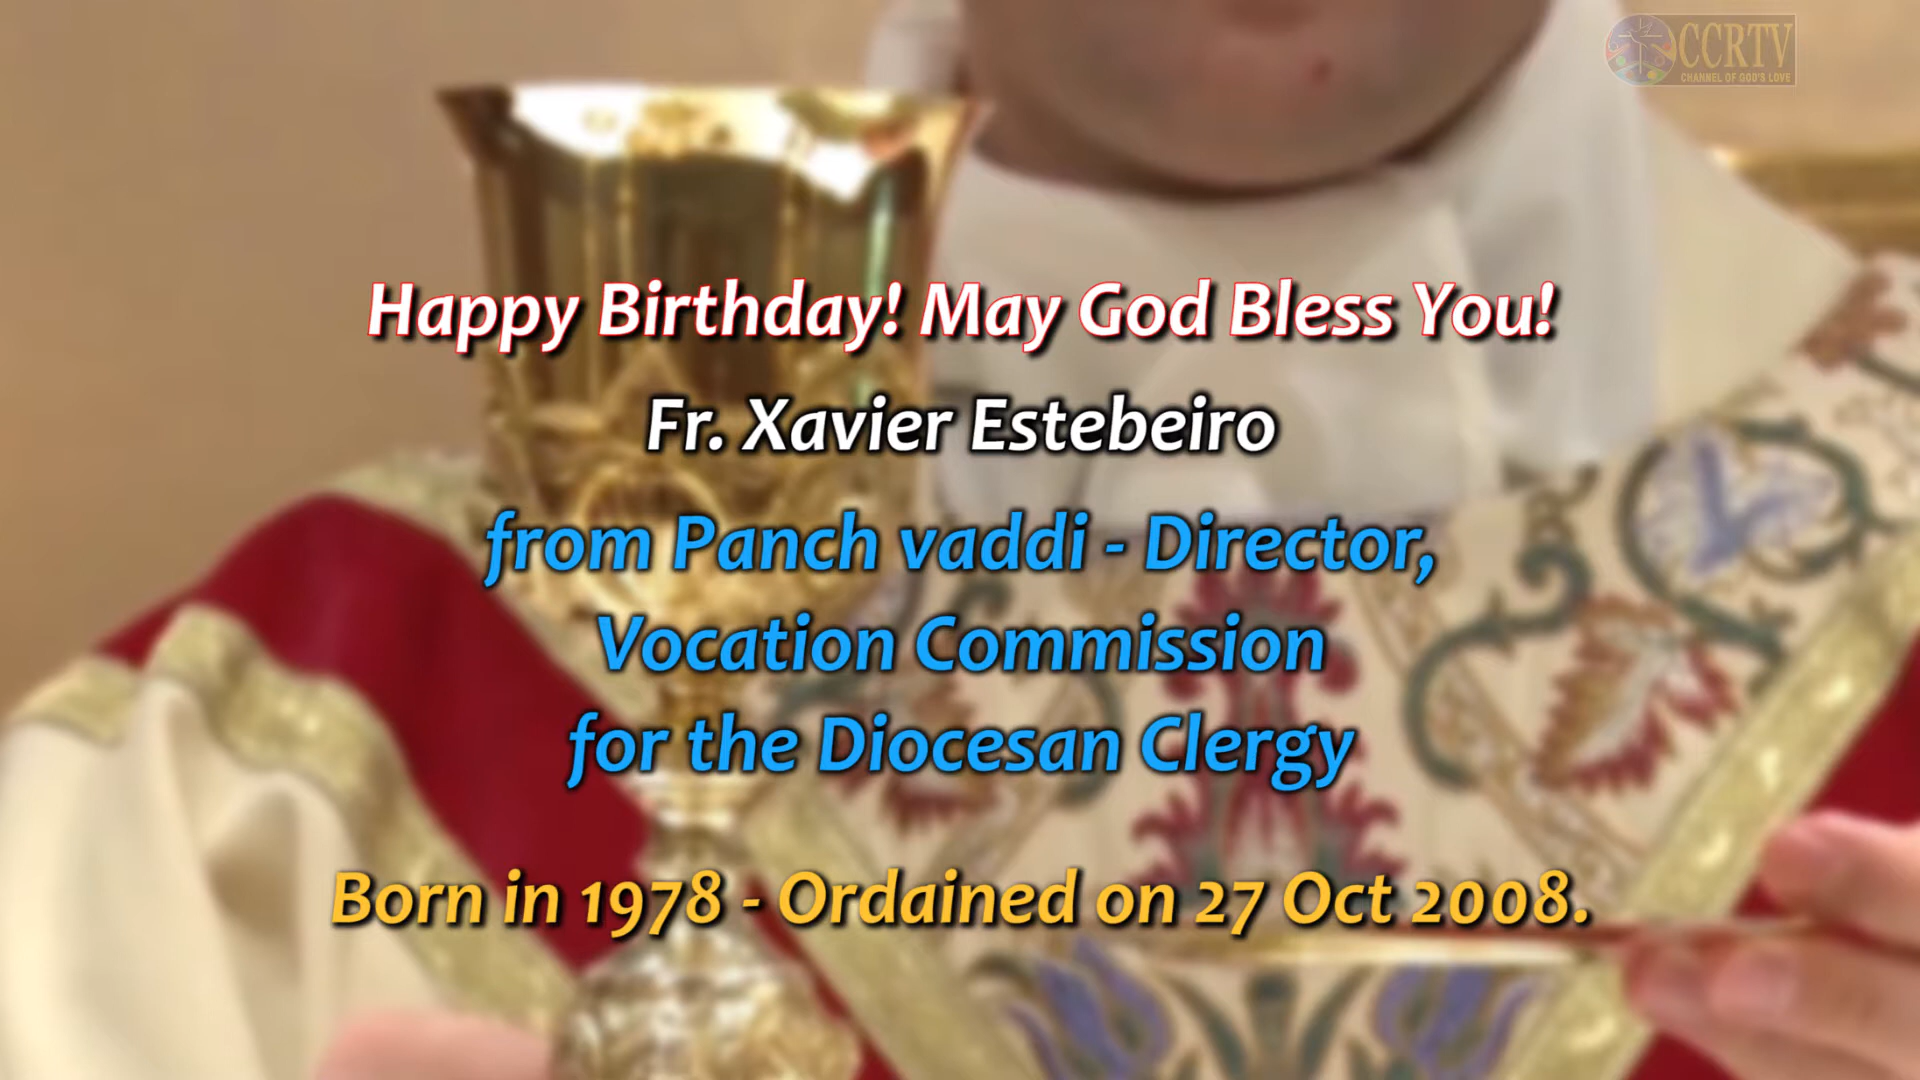 CCRTV
CHANNEL OF GOD'S LOVE
Happy Birthday! May God Bless You!
Fr. Xavier Estebeiro
from Panch vaddi - Director,
Vocation Commission
for the Diocesan Clergy
Born in 1978 - Ordained on 27 Oct 2008.